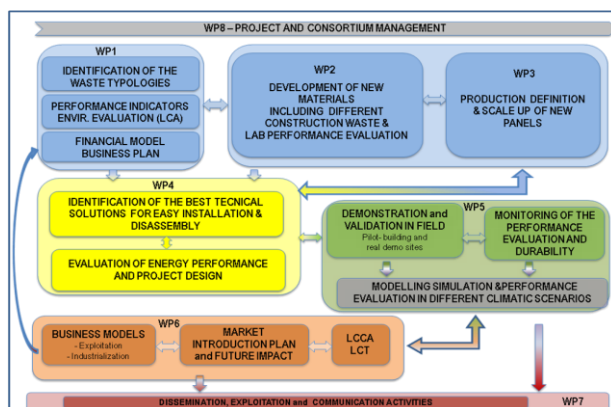 WP8 – PROJECT AND CONSORTIUM MANAGEMENT
WP1
IDENTIFICATION OF THE
WASTE TYPOLOGIES
PERFORMANCE INDICATORS
ENVIR. EVALUATION (LCA)
FINANCIAL MODEL
BUSINESS PLAN
WP2
DEVELOPMENT OF NEW
MATERIALS
INCLUDING DIFFERENT
CONSTRUCTION WASTE &
LAB PERFORMANCE EVALUATION
WP3
PRODUCTION DEFINITION
& SCALE UP OF NEW
PANELS
WP4
IDENTIFICATION OF THE BEST TECNICAL
SOLUTIONS FOR EASY INSTALLATION &
DISASSEMBLY
EVALUATION OF ENERGY PERFORMANCE
AND PROJECT DESIGN
WP5
DEMONSTRATION and
VALIDATION IN FIELD
Pilot- building and
real demo sites
MONITORING OF THE
PERFORMANCE
EVALUATION AND
DURABILITY
MODELLING SIMULATION &PERFORMANCE
EVALUATION IN DIFFERENT CLIMATIC SCENARIOS
WP6
BUSINESS MODELS
- Exploitation
- Industrialization
MARKET
INTRODUCTION PLAN
and FUTURE IMPACT
LCCA
LCT
WP7
DISSEMINATION, EXPLOITATION and COMMUNICATION ACTIVITIES